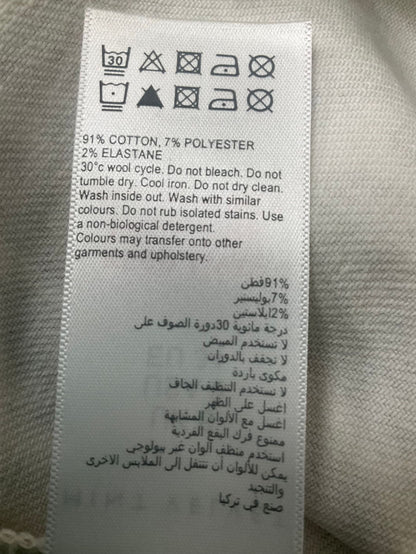 30
91% COTTON, 7% POLYESTER
2% ELASTANE
30°c wool cycle. Do not bleach. Do not
tumble dry. Cool iron. Do not dry clean.
Wash inside out. Wash with similar
colours. Do not rub isolated stains. Use
a non-biological detergent.
Colours may transfer onto other
garments and upholstery.
91%قطن
7%بوليستير
2%ايلاستين
درجة مانوية 30دورة الصوف على
لا تستخدم المبيض
لا تجفف بالدوران
مكوى باردة
لا تستخدم التنظيف الجاف
اغسل على الظهر
اغسل مع الألوان المشابهة
ممنوع فرك البقع الفردية
استخدم منظف ألوان غير بيولوجي
يمكن للألوان أن تنتقل إلى الملابس الاخرى
والتنجيد
صنع في تركيا